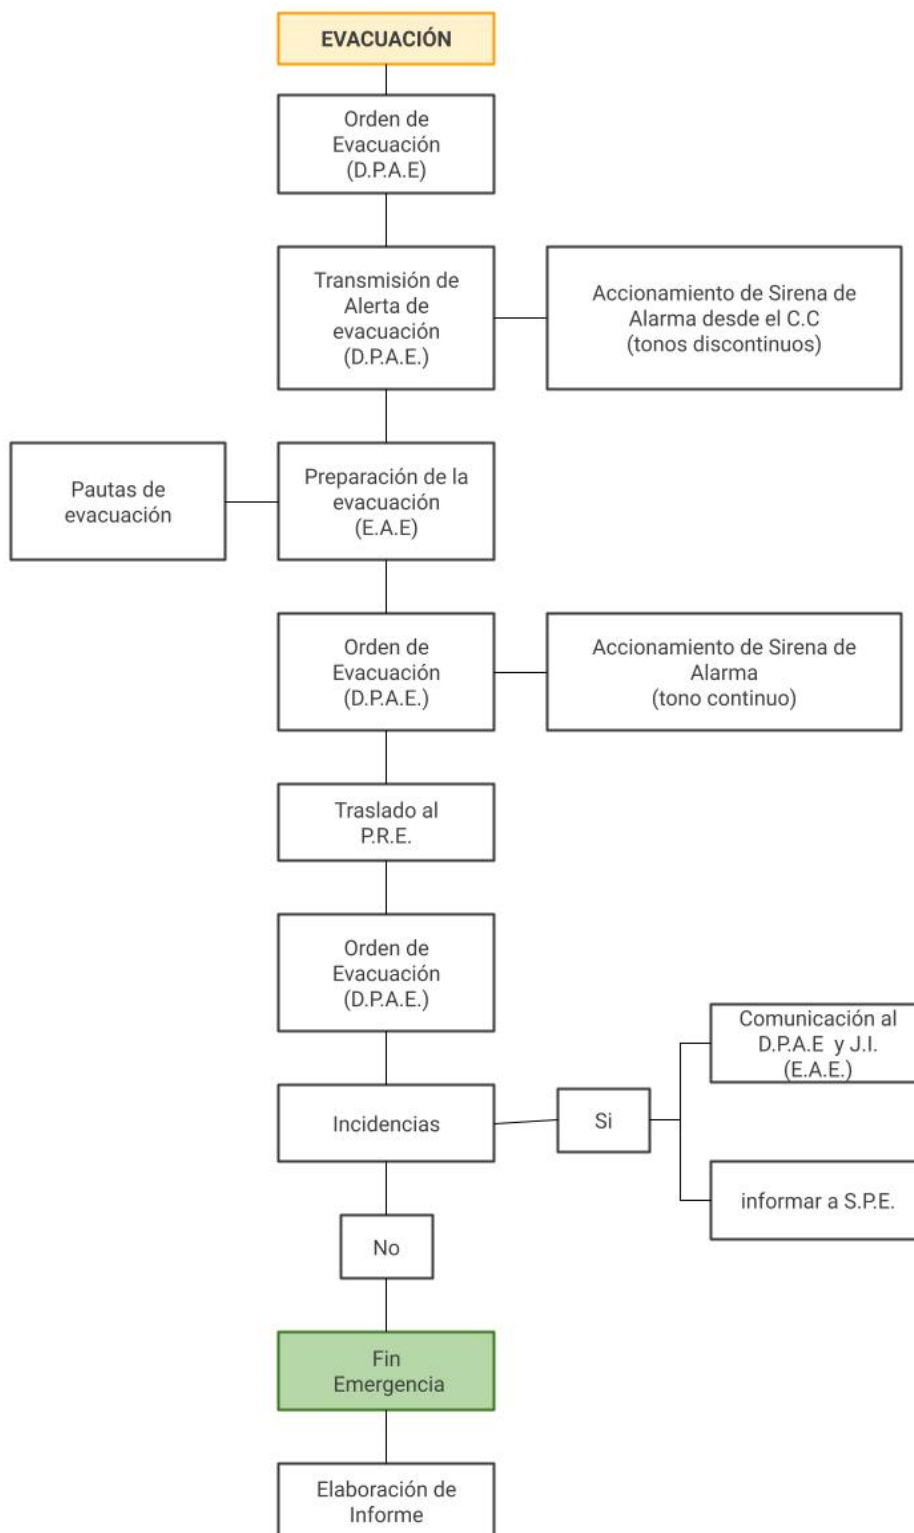 EVACUACIÓN
Orden de
Evacuación
(D.P.A.E)
Transmisión de
Alerta de
evacuación
(D.P.A.E.)
Accionamiento de Sirena de
Alarma desde el C.C
(tonos discontinuos)
Pautas de
evacuación
Preparación de la
evacuación
(E.A.E)
Orden de
Evacuación
(D.P.A.E.)
Accionamiento de Sirena de
Alarma
(tono continuo)
Traslado al
P.R.E.
Orden de
Evacuación
(D.P.A.E.)
Incidencias
Si
Comunicación al
D.P.A.E y J.I.
(E.A.E.)
informar a S.P.E.
No
Fin
Emergencia
Elaboración de
Informe